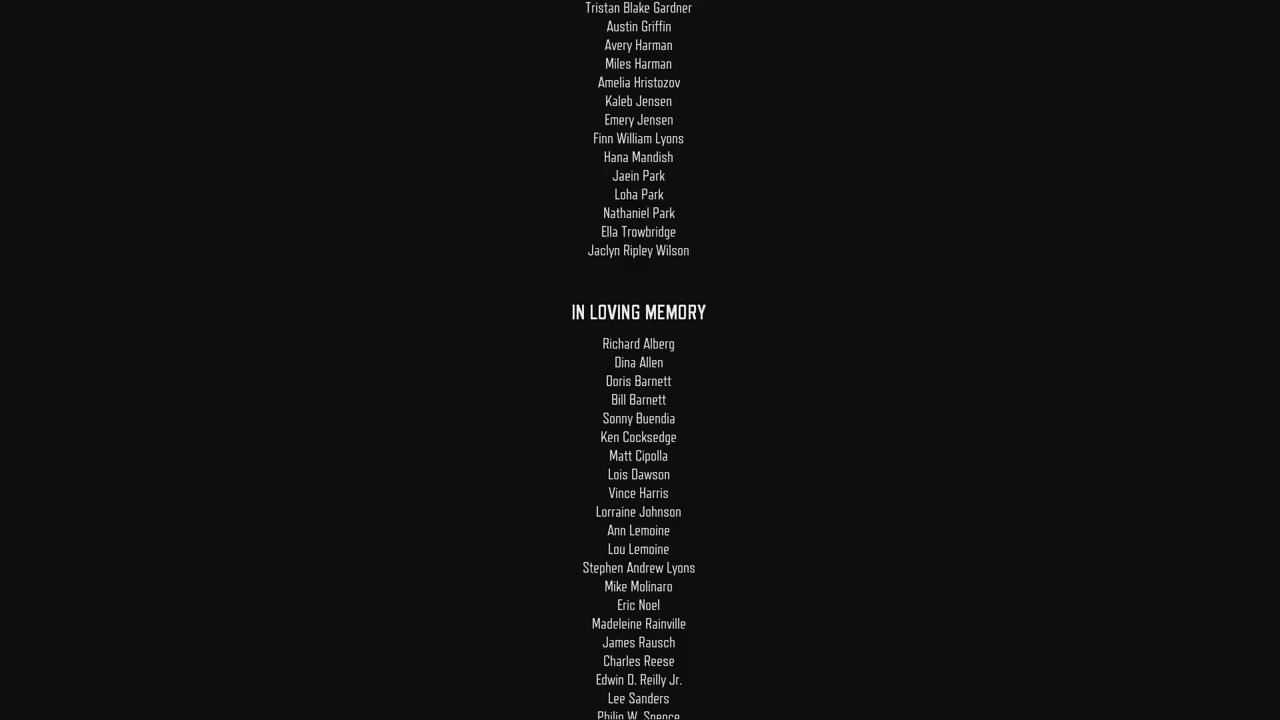 Tristan Blake Gardner
Austin Griffin
Avery Harman
Miles Harman
Amelia Hristozov
Kaleb Jensen
Emery Jensen
Finn William Lyons
Hana Mandish
Jaein Park
Loha Park
Nathaniel Park
Ella Trowbridge
Jaclyn Ripley Wilson
IN LOVING MEMORY
Richard Alberg
Dina Allen
Doris Barnett
Bill Barnett
Sonny Buendia
Ken Cocksedge
Matt Cipolla
Lois Dawson
Vince Harris
Lorraine Johnson
Ann Lemoine
Lou Lemoine
Stephen Andrew Lyons
Mike Molinaro
Eric Noel
Madeleine Rainville
James Rausch
Charles Reese
Edwin D. Reilly Jr.
Lee Sanders
Philip W. Spence